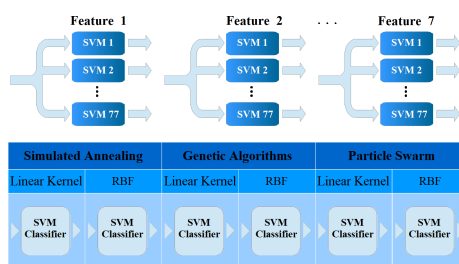 Feature 1 Feature 2 . . . Feature 7
SVM 1 SVM 1 SVM 1
SVM 2 SVM 2 SVM 2
SVM 77 SVM 77 SVM 77
Simulated Annealing Genetic Algorithms Particle Swarm
Linear Kernel RBF Linear Kernel RBF Linear Kernel RBF
SVM SVM SVM SVM SVM SVM
Classifier Classifier Classifier Classifier Classifier Classifier